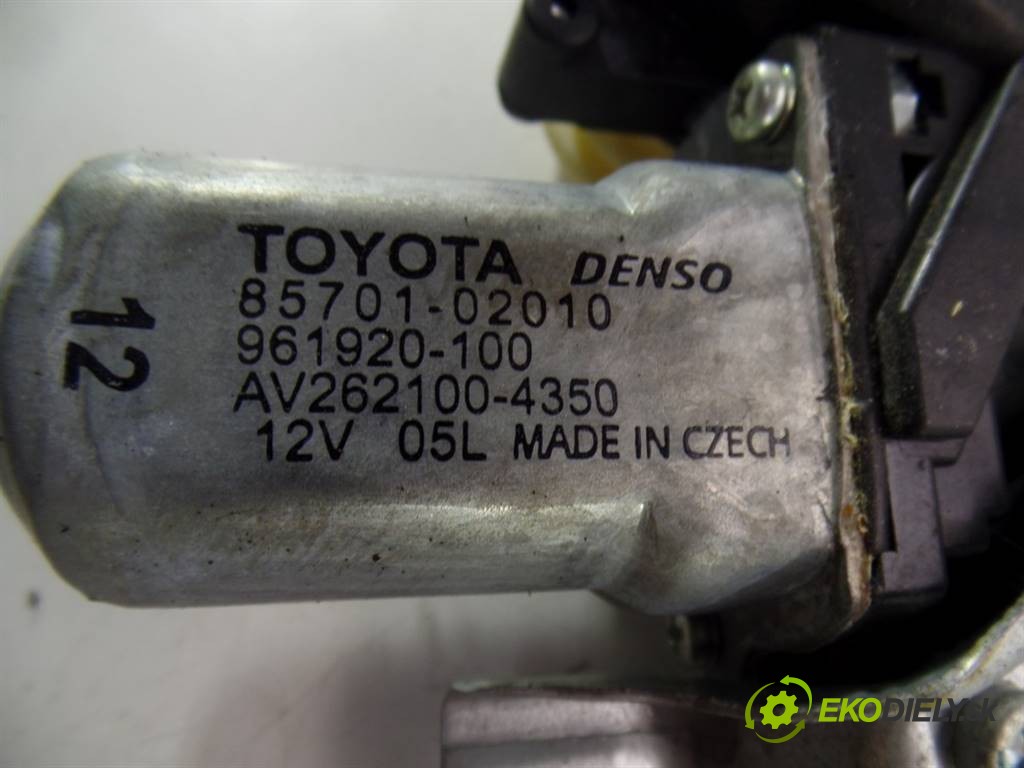 TOYOTA DENSO
85701-02010
961920-100
AV262100-4350
12V 05L MADE IN CZECH
12
EKODIELY.SK